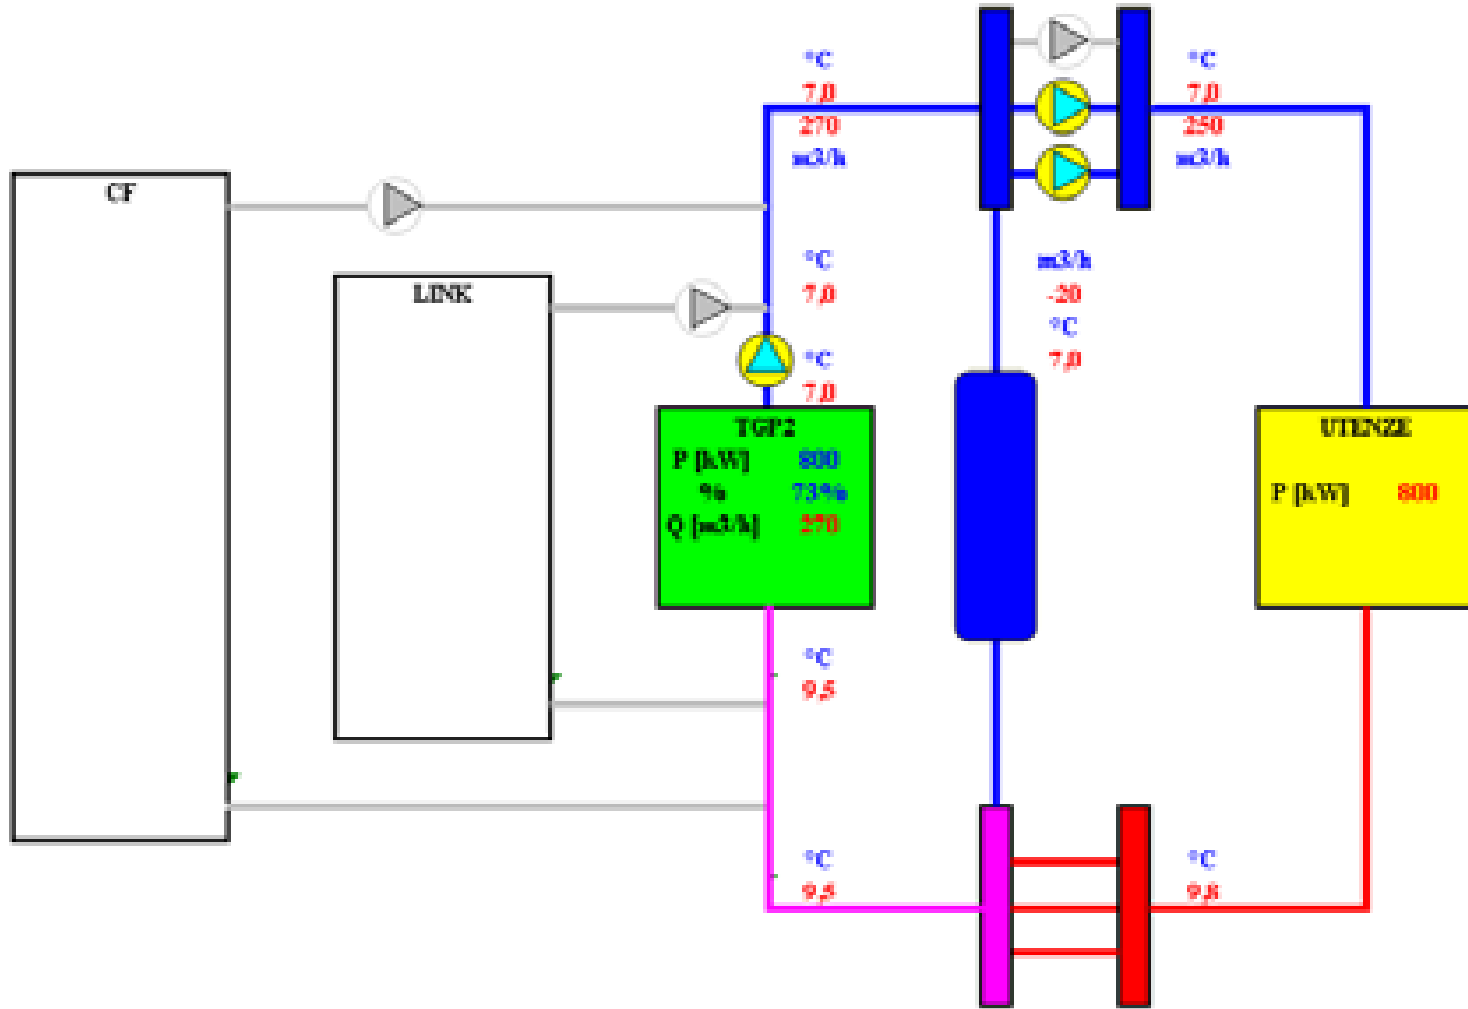 °C
7,0
270
m3/h
°C
7,0
250
m3/h
CF
LINK
°C
7,0
m3/h
-20
°C
7,0
°C
7,0
TGP2
P [kW] 800
% 73%
Q [m3/h] 270
UTENZE
P [kW] 800
°C
9,5
°C
9,5
°C
9,8